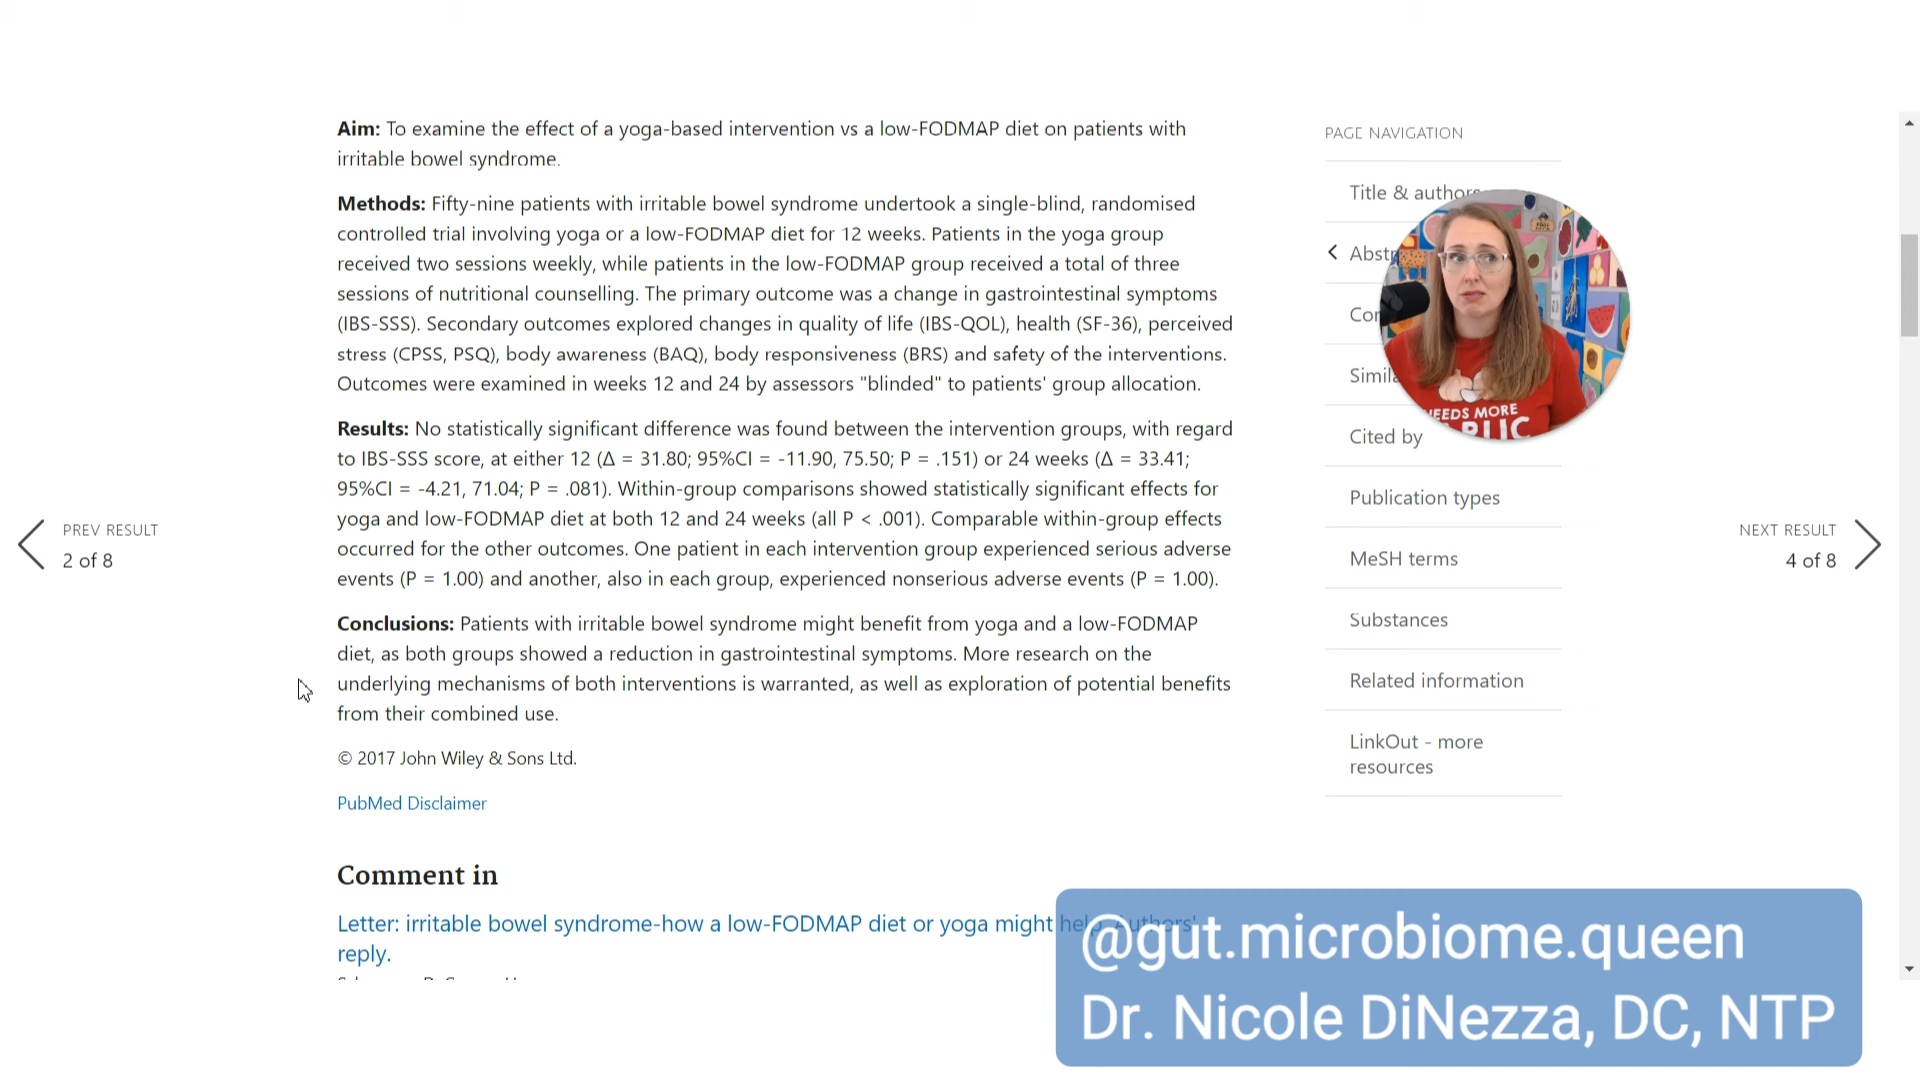 Aim: To examine the effect of a yoga-based intervention vs a low-FODMAP diet on patients with
irritable bowel syndrome.
Methods: Fifty-nine patients with irritable bowel syndrome undertook a single-blind, randomised
controlled trial involving yoga or a low-FODMAP diet for 12 weeks. Patients in the yoga group
received two sessions weekly, while patients in the low-FODMAP group received a total of three
sessions of nutritional counselling. The primary outcome was a change in gastrointestinal symptoms
(IBS-SSS). Secondary outcomes explored changes in quality of life (IBS-QOL), health (SF-36), perceived
stress (CPSS, PSQ), body awareness (BAQ), body responsiveness (BRS) and safety of the interventions.
Outcomes were examined in weeks 12 and 24 by assessors "blinded" to patients' group allocation.
Results: No statistically significant difference was found between the intervention groups, with regard
to IBS-SSS score, at either 12 (Δ = 31.80; 95%CI = -11.90, 75.50; P = .151) or 24 weeks (Δ = 33.41;
95%CI = -4.21, 71.04; P = .081). Within-group comparisons showed statistically significant effects for
yoga and low-FODMAP diet at both 12 and 24 weeks (all P < .001). Comparable within-group effects
occurred for the other outcomes. One patient in each intervention group experienced serious adverse
events (P = 1.00) and another, also in each group, experienced nonserious adverse events (P = 1.00).
Conclusions: Patients with irritable bowel syndrome might benefit from yoga and a low-FODMAP
diet, as both groups showed a reduction in gastrointestinal symptoms. More research on the
underlying mechanisms of both interventions is warranted, as well as exploration of potential benefits
from their combined use.
© 2017 John Wiley & Sons Ltd.
PubMed Disclaimer
Comment in
Letter: irritable bowel syndrome-how a low-FODMAP diet or yoga might help. Authors'
reply.
PREV RESULT
2 of 8
NEXT RESULT
4 of 8
PAGE NAVIGATION
Title & authors
Cited by
Publication types
MeSH terms
Substances
Related information
LinkOut - more
resources
NEEDS MORE
@gut.microbiome.queen
Dr. Nicole DiNezza, DC, NTP